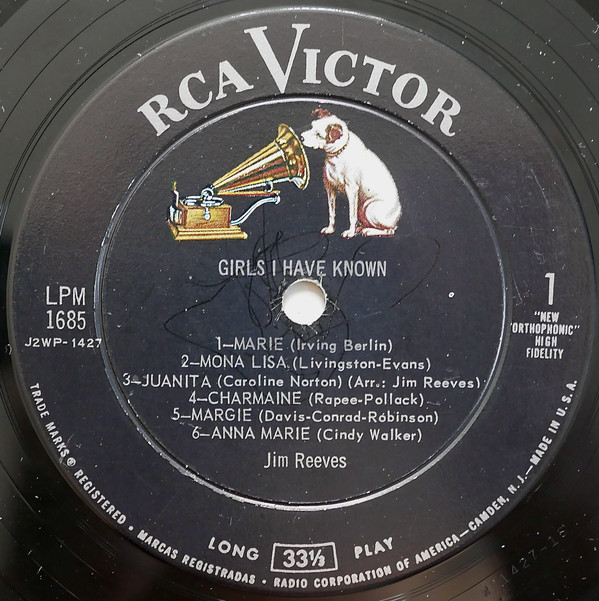 RCA VICTOR
GIRLS I HAVE KNOWN
LPM
1685
J2WP-1427
1
"NEW
ORTHOPHONIC"
HIGH
FIDELITY
1—MARIE (Irving Berlin)
2—MONA LISA (Livingston-Evans)
3—JUANITA (Caroline Norton) (Arr.: Jim Reeves)
4—CHARMAINE (Rapee-Pollack)
5—MARGIE (Davis-Conrad-Robinson)
6—ANNA MARIE (Cindy Walker)
Jim Reeves
LONG 33⅓ PLAY
TRADE MARKS ® REGISTERED • MARCAS REGISTRADAS • RADIO CORPORATION OF AMERICA—CAMDEN, N.J.—MADE IN U.S.A.